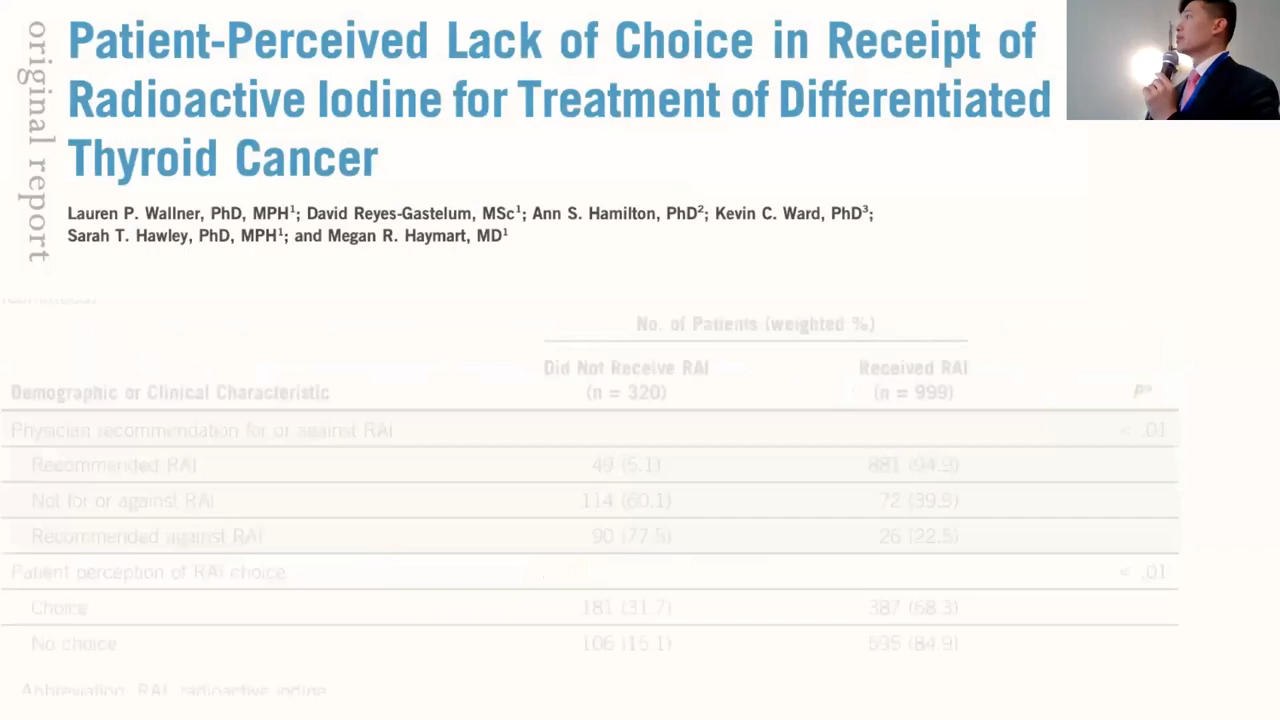 original report
Patient-Perceived Lack of Choice in Receipt of
Radioactive Iodine for Treatment of Differentiated
Thyroid Cancer
Lauren P. Wallner, PhD, MPH1; David Reyes-Gastelum, MSc1; Ann S. Hamilton, PhD2; Kevin C. Ward, PhD3;
Sarah T. Hawley, PhD, MPH1; and Megan R. Haymart, MD1
No. of Patients (weighted %)
Did Not Receive RAI Received RAI
Demographic or Clinical Characteristic (n = 320) (n = 999) Pa
Physician recommendation for or against RAI < .01
Recommended RAI 49 (5.1) 881 (94.9)
Not for or against RAI 114 (60.1) 72 (39.9)
Recommended against RAI 90 (77.5) 26 (22.5)
Patient perception of RAI choice < .01
Choice 181 (31.7) 387 (68.3)
No choice 106 (15.1) 595 (84.9)
Abbreviation: RAI, radioactive iodine